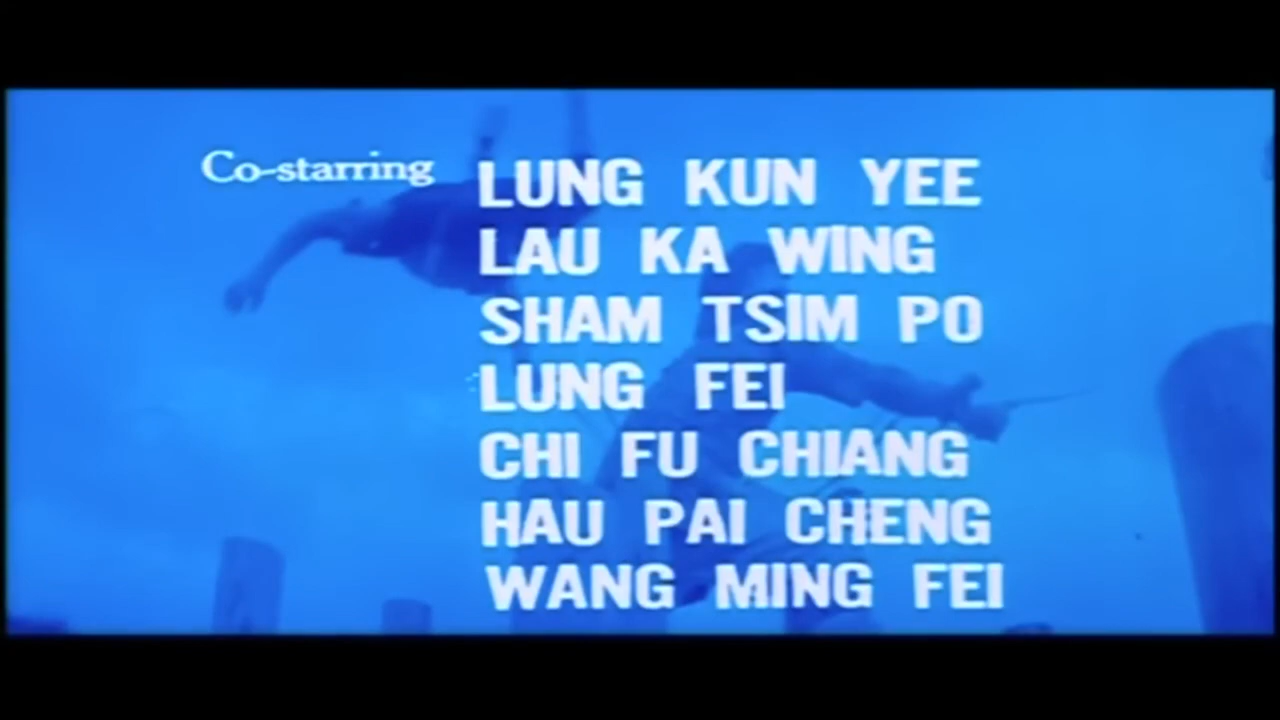 Co-starring LUNG KUN YEE
LAU KA WING
SHAM TSIM PO
LUNG FEI
CHI FU CHIANG
HAU PAI CHENG
WANG MING FEI